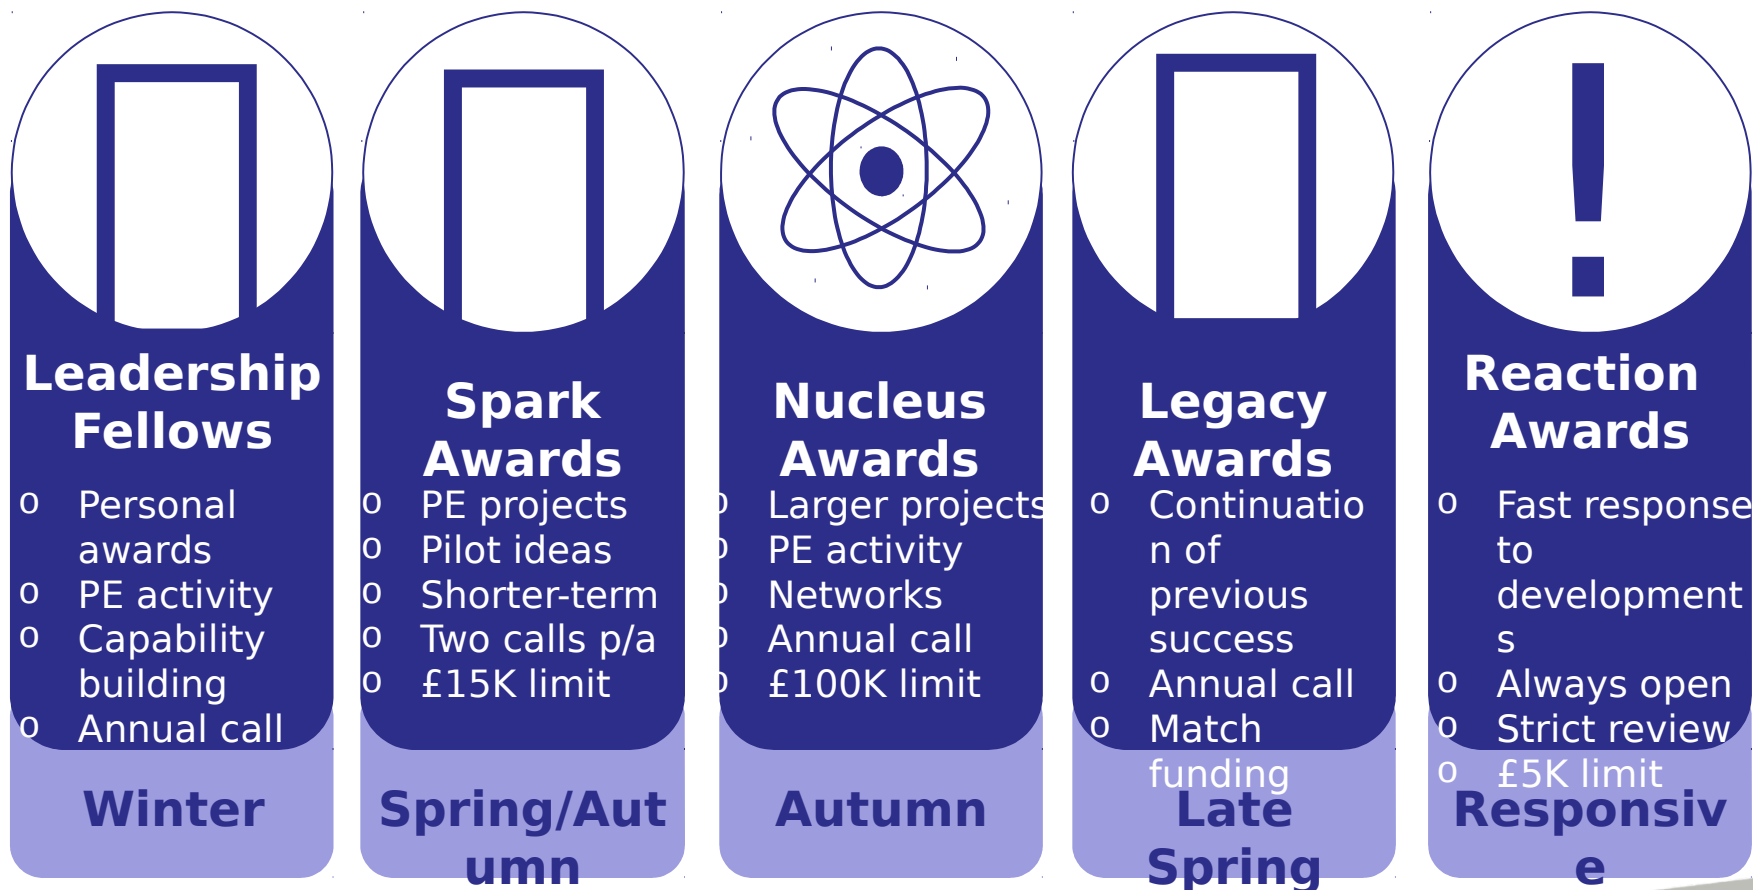 Leadership
Fellows
o Personal
awards
o PE activity
o Capability
building
o Annual call
Winter
Spark
Awards
o PE projects
o Pilot ideas
o Shorter-term
o Two calls p/a
o £15K limit
Spring/Aut
umn
Nucleus
Awards
o Larger projects
o PE activity
o Networks
o Annual call
o £100K limit
Autumn
Legacy
Awards
o Continuatio
n of
previous
success
o Annual call
o Match
funding
Late
Spring
!
Reaction
Awards
o Fast response
to
development
s
o Always open
o Strict review
o £5K limit
Responsiv
e